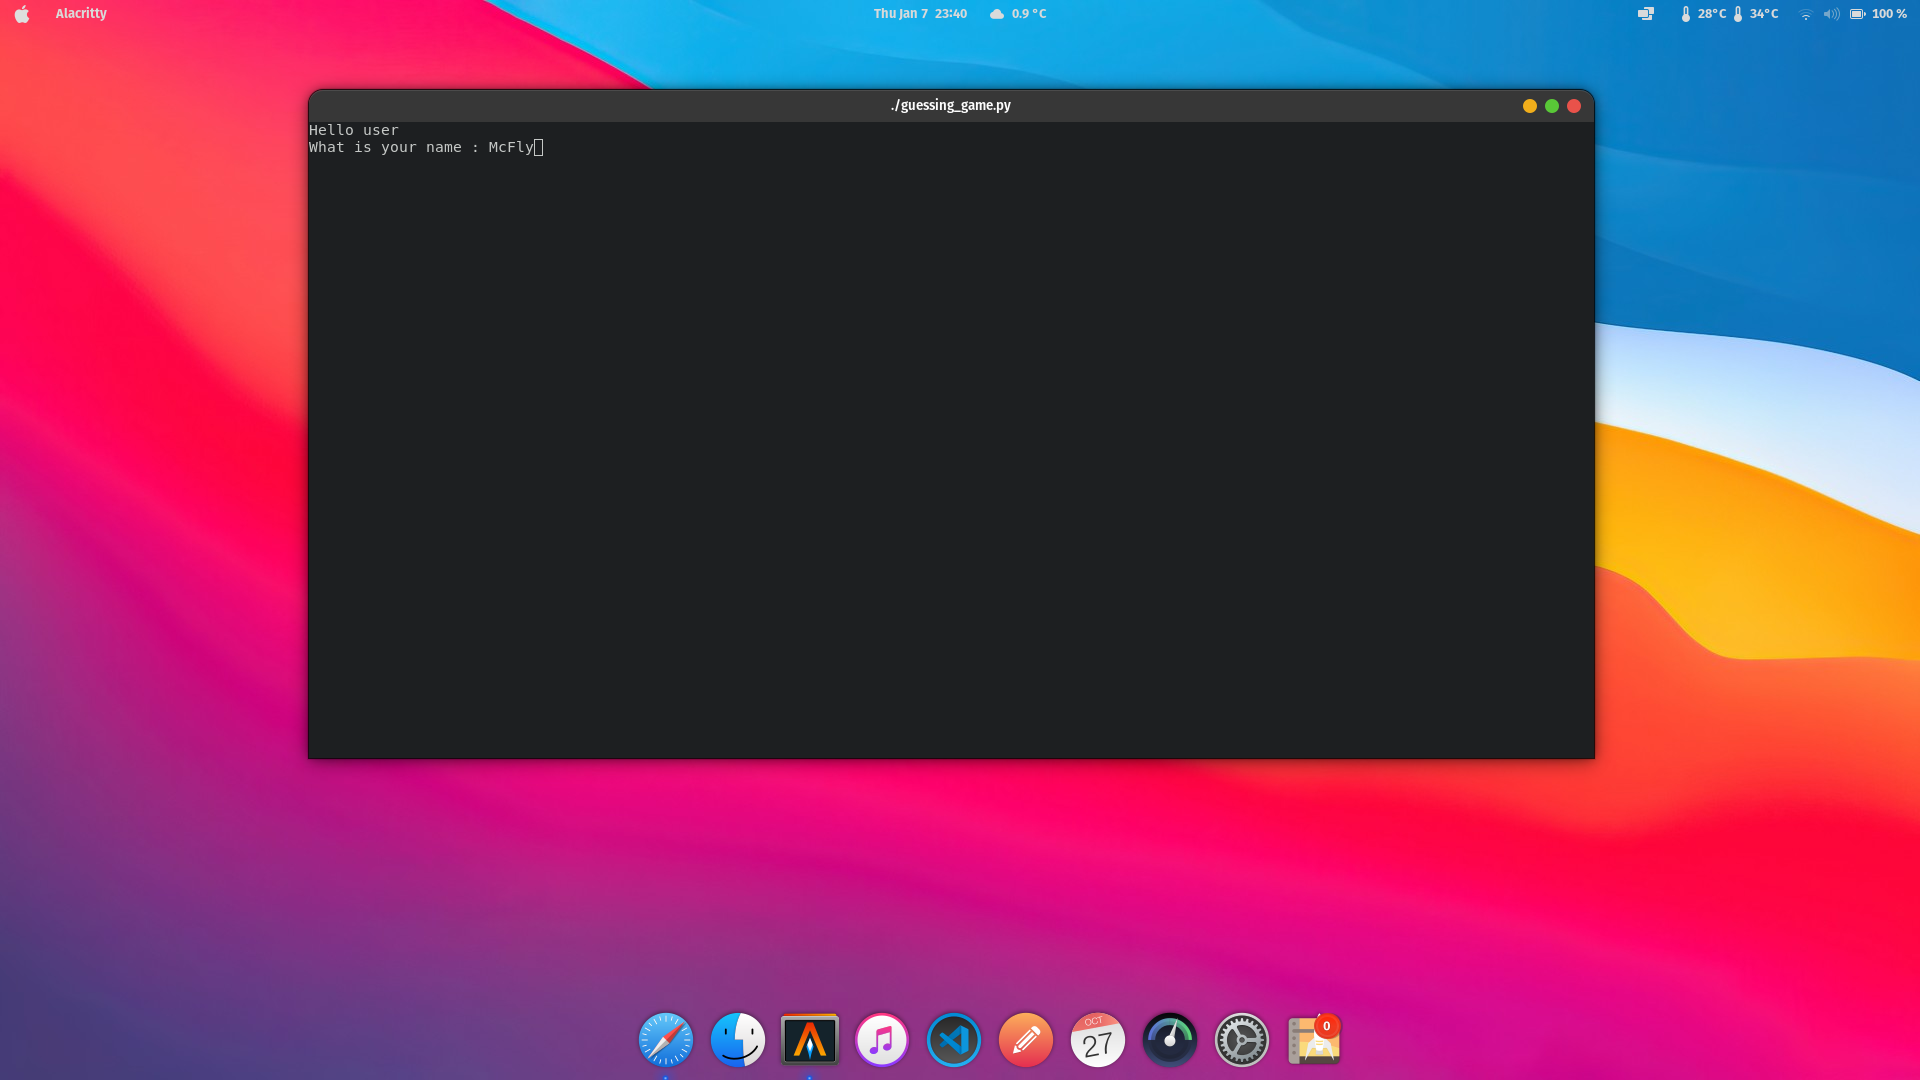 Alacritty
Thu Jan 7 23:40 0.9 °C
28°C 34°C 100 %
./guessing_game.py
Hello user
What is your name : McFly
OCT
27
0